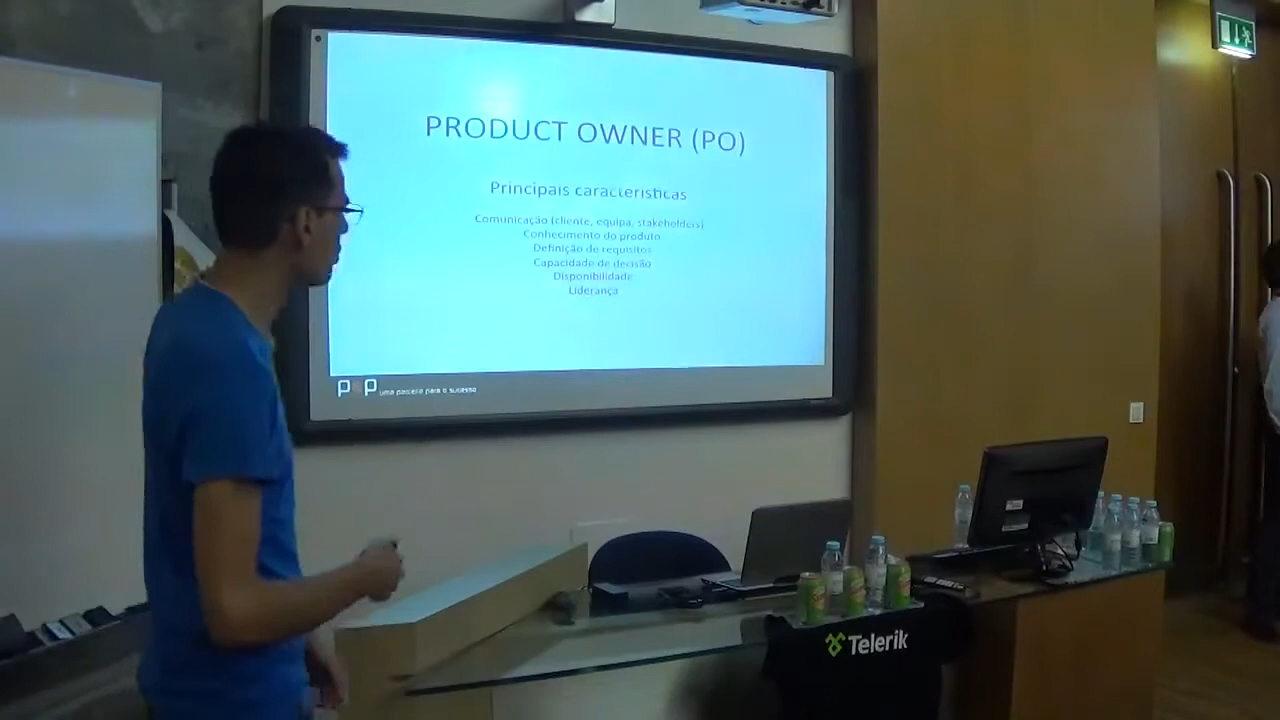 PRODUCT OWNER (PO)
Principais características
Comunicação (cliente, equipa, stakeholders)
Conhecimento do produto
Definição de requisitos
Capacidade de decisão
Disponibilidade
Liderança
uma parceria para o sucesso
Telerik